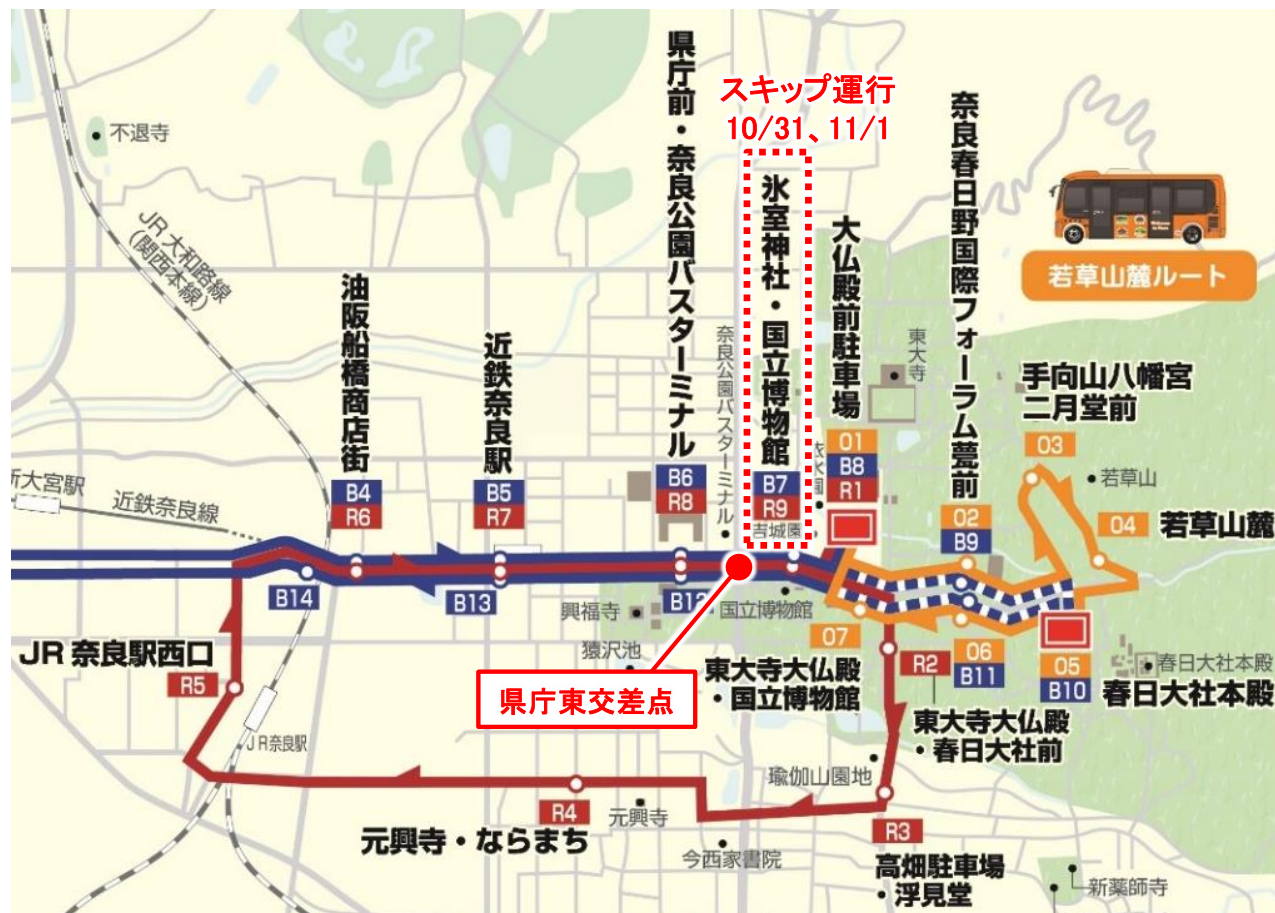 スキップ運行
10/31、11/1
県庁前・奈良公園バスターミナル
氷室神社・国立博物館
大仏殿前駐車場
奈良春日野国際フォーラム甍前
若草山麓ルート
不退寺
JR大和路線
(関西本線)
油阪船橋商店街
近鉄奈良駅
奈良公園バスターミナル
東大寺
手向山八幡宮
二月堂前
O3
若草山
O4
若草山麓
新大宮駅
近鉄奈良線
B4
R6
B5
R7
B6
R8
B7
R9
吉城園
依水園
O1
B8
R1
O2
B9
B14
B13
B12
興福寺
国立博物館
猿沢池
O7
東大寺大仏殿
・国立博物館
R2
東大寺大仏殿
・春日大社前
O6
B11
O5
B10
春日大社本殿
春日大社本殿
県庁東交差点
JR奈良駅西口
R5
JR奈良駅
R4
元興寺・ならまち
元興寺
今西家書院
瑜伽山園地
R3
高畑駐車場
・浮見堂
新薬師寺